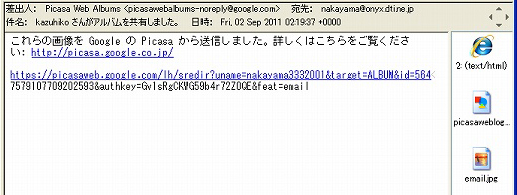 差出人: Picasa Web Albums <picasawebalbums-noreply@google.com> 宛先: nakayama@onyx.dti.ne.jp
件名: kazuhiko さんがアルバムを共有しました。 日時: Fri, 02 Sep 2011 02:19:37 +0000
これらの画像を Google の Picasa から送信しました。詳しくはこちらをご覧くださ
い: http://picasa.google.co.jp/
https://picasaweb.google.com/lh/sredir?uname=nakayama3332001&target=ALBUM&id=564
7579107709202593&authkey=Gv1sRgCKWG59b4r72Z0GE&feat=email
2: (text/html)
picasaweblog...
email.jpg